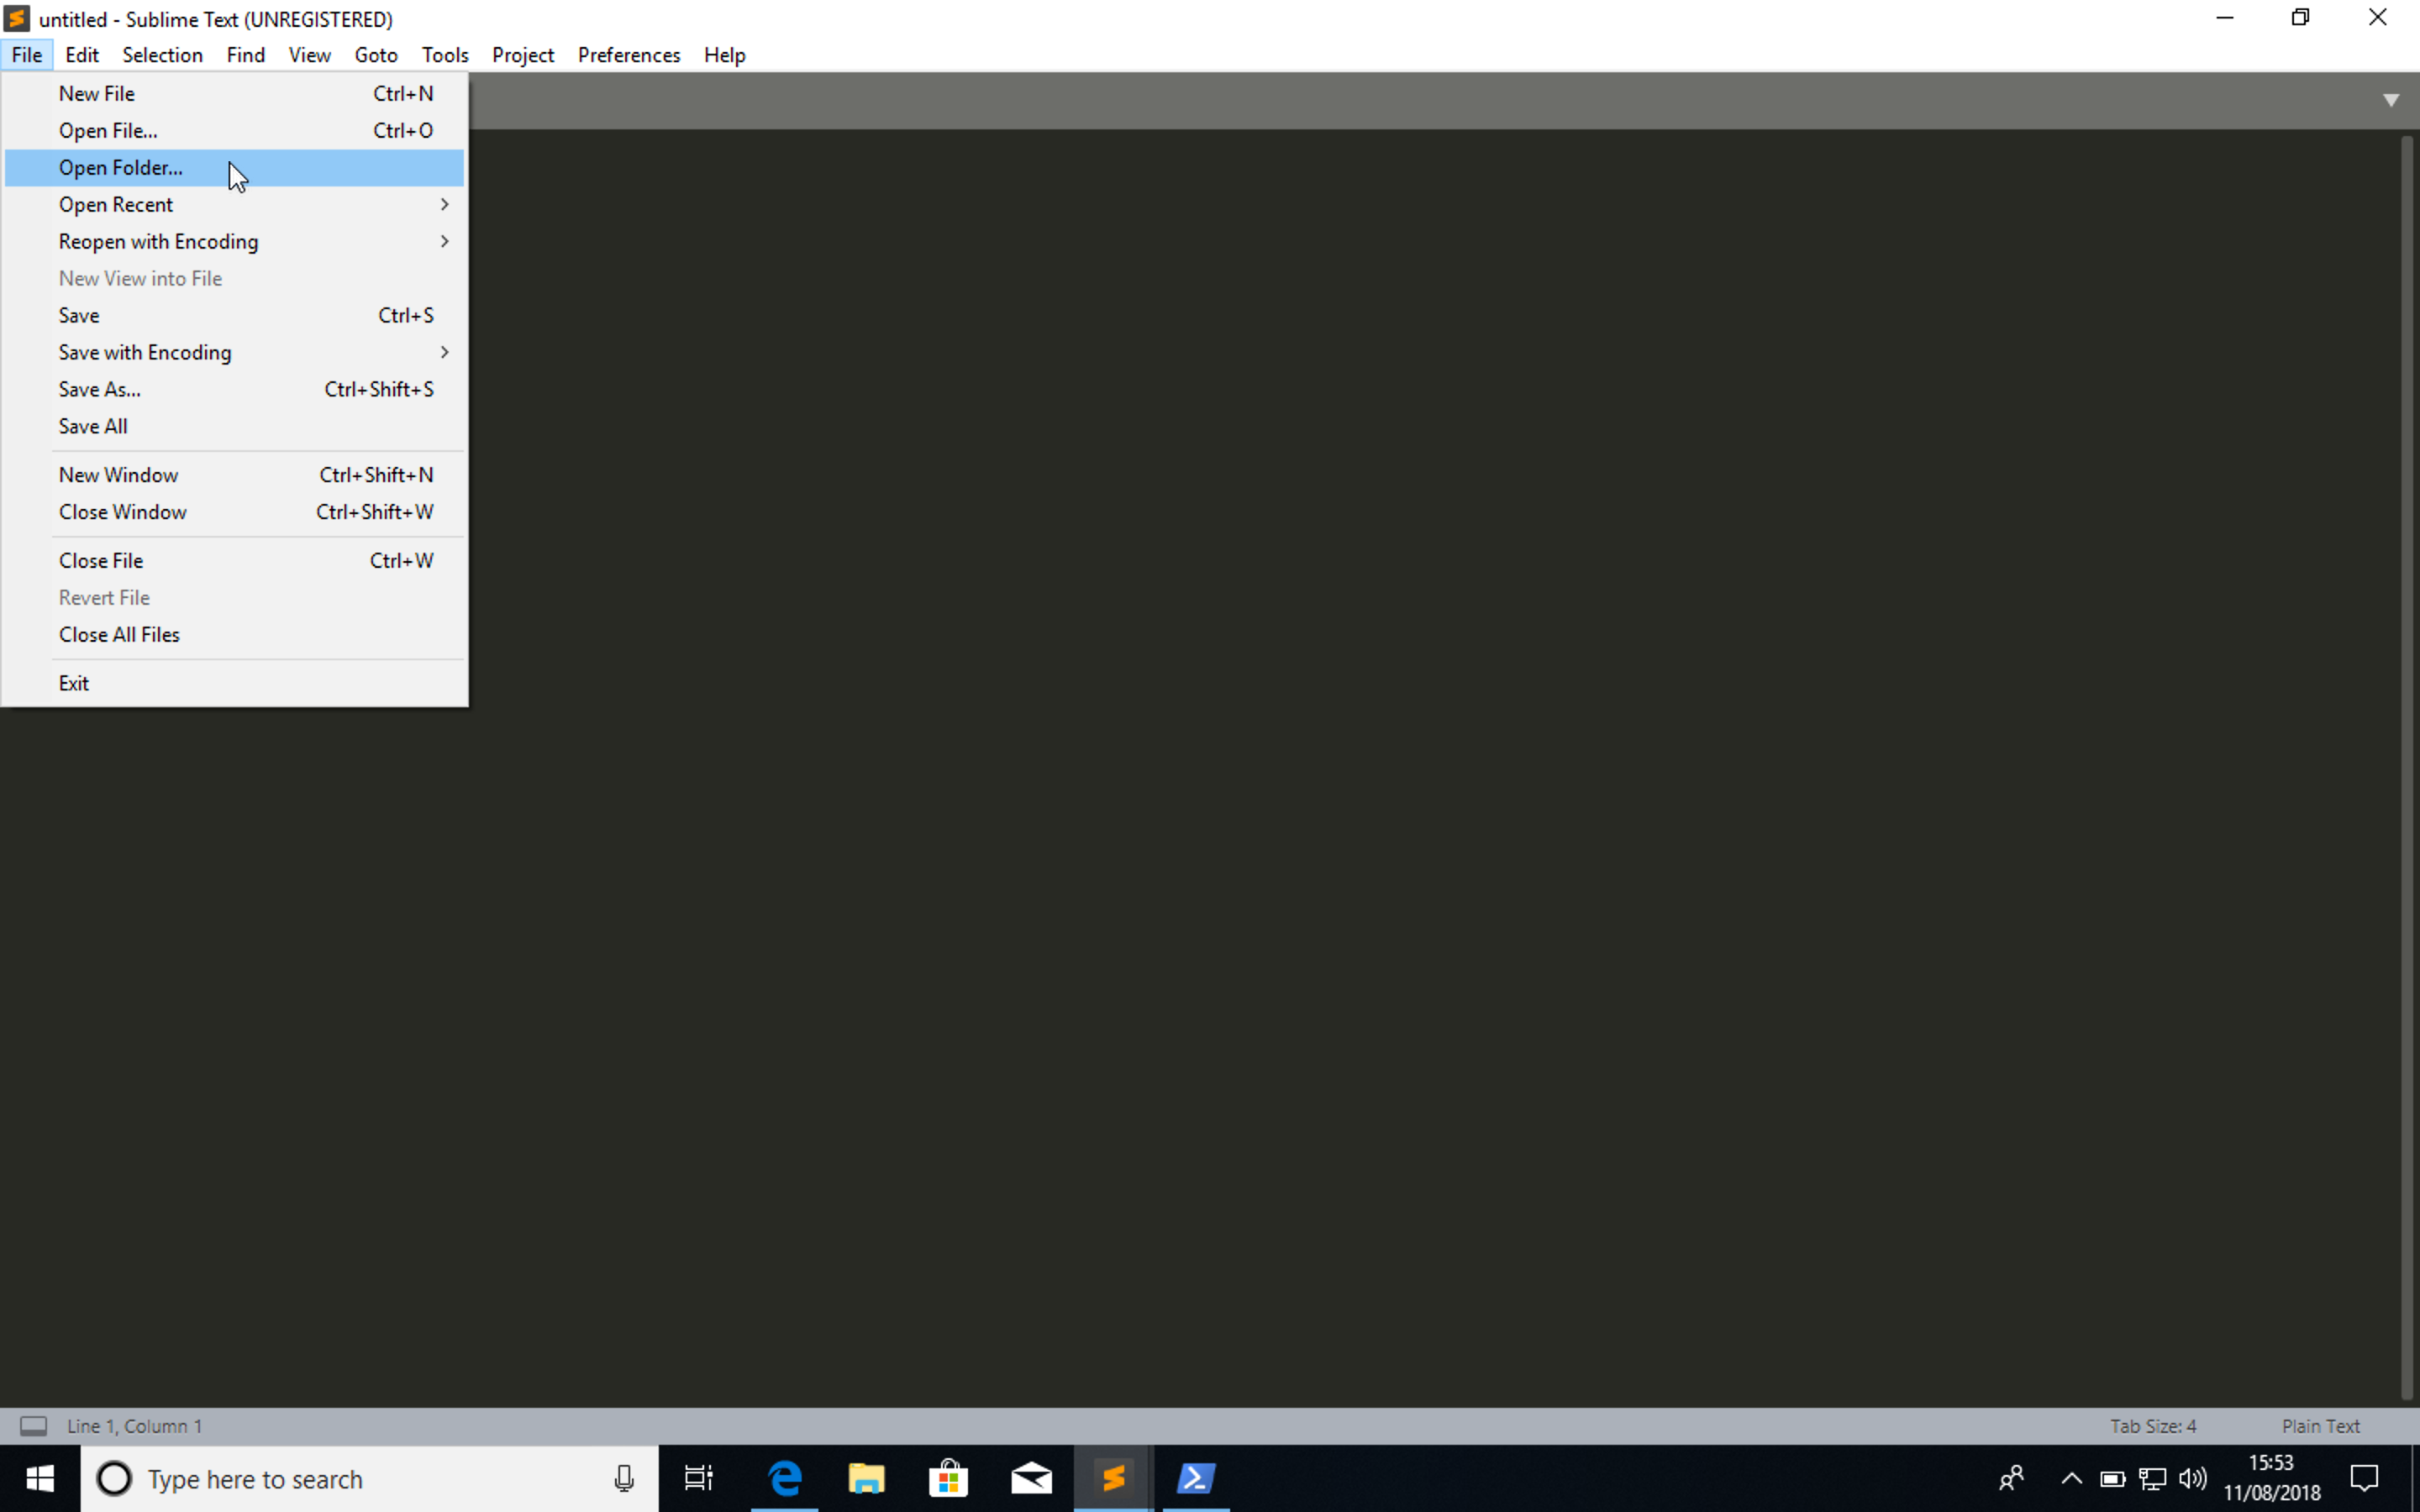 untitled - Sublime Text (UNREGISTERED)
File Edit Selection Find View Goto Tools Project Preferences Help
New File Ctrl+N
Open File... Ctrl+O
Open Folder...
Open Recent
Reopen with Encoding
New View into File
Save Ctrl+S
Save with Encoding
Save As... Ctrl+Shift+S
Save All
New Window Ctrl+Shift+N
Close Window Ctrl+Shift+W
Close File Ctrl+W
Revert File
Close All Files
Exit
Line 1, Column 1 Tab Size: 4 Plain Text
Type here to search
15:53
11/08/2018